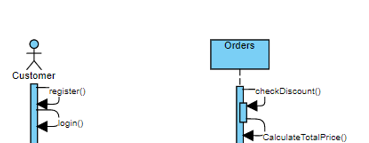 Orders
Customer
register()
checkDiscount()
login()
CalculateTotalPrice()